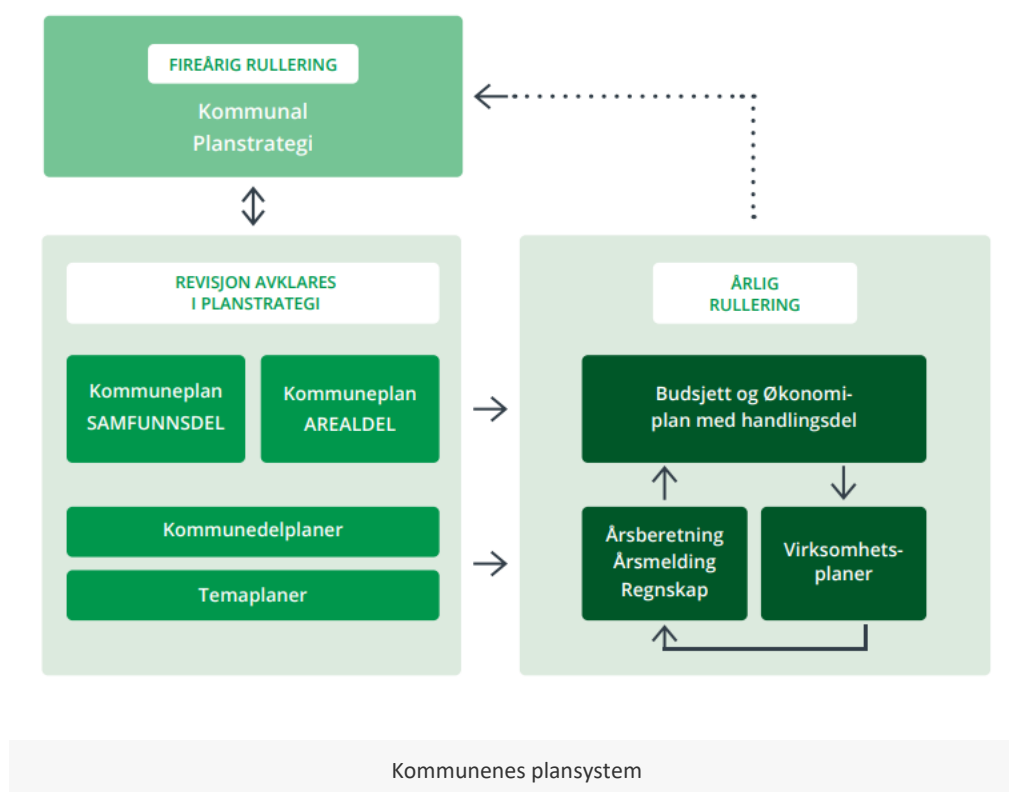 FIREÅRIG RULLERING
Kommunal
Planstrategi
REVISJON AVKLARES
I PLANSTRATEGI
Kommuneplan
SAMFUNNSDEL
Kommuneplan
AREALDEL
Kommunedelplaner
Temaplaner
ÅRLIG
RULLERING
Budsjett og Økonomi-
plan med handlingsdel
Årsberetning
Årsmelding
Regnskap
Virksomhets-
planer
Kommunenes plansystem